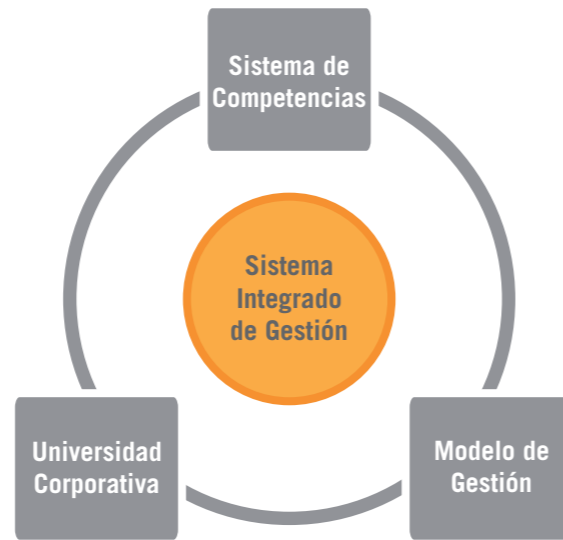 Sistema de
Competencias
Sistema
Integrado
de Gestión
Universidad
Corporativa
Modelo de
Gestión